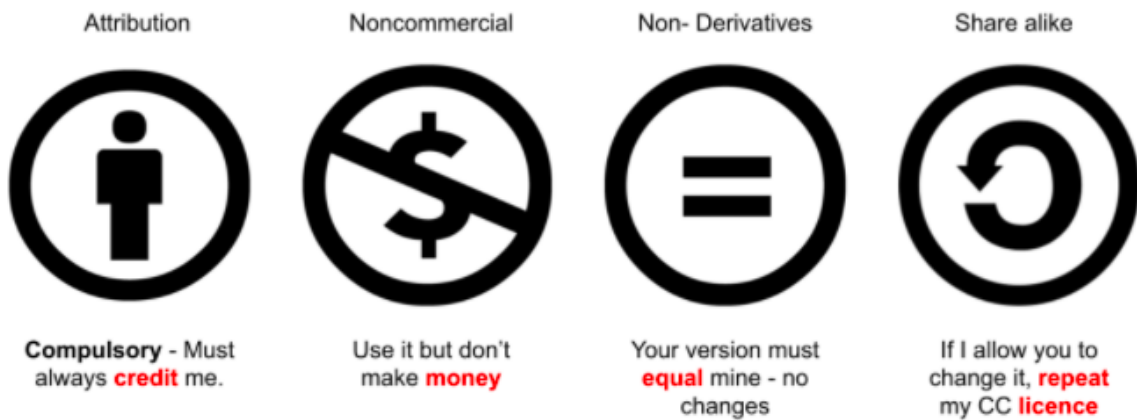 Attribution
Noncommercial
Non- Derivatives
Share alike
$
=
Compulsory - Must
always credit me.
Use it but don't
make money
Your version must
equal mine - no
changes
If I allow you to
change it, repeat
my CC licence